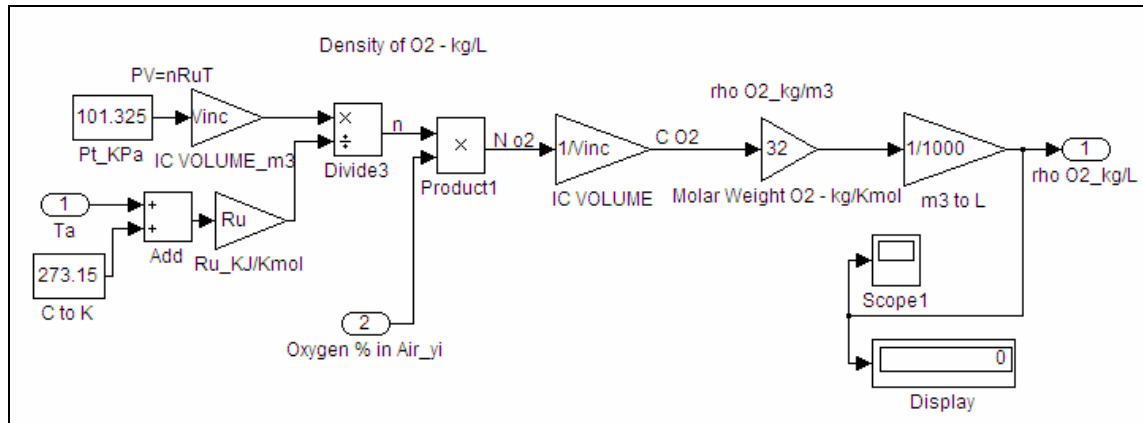 Density of O2 - kg/L
PV=nRuT
101.325
Pt_KPa
Vinc
IC VOLUME_m3
×
÷
Divide3
n
×
Product1
N o2
1/Vinc
IC VOLUME
C O2
rho O2_kg/m3
32
Molar Weight O2 - kg/Kmol
1/1000
m3 to L
1
rho O2_kg/L
1
Ta
+
+
Add
Ru
Ru_KJ/Kmol
273.15
C to K
2
Oxygen % in Air_yi
Scope1
0
Display